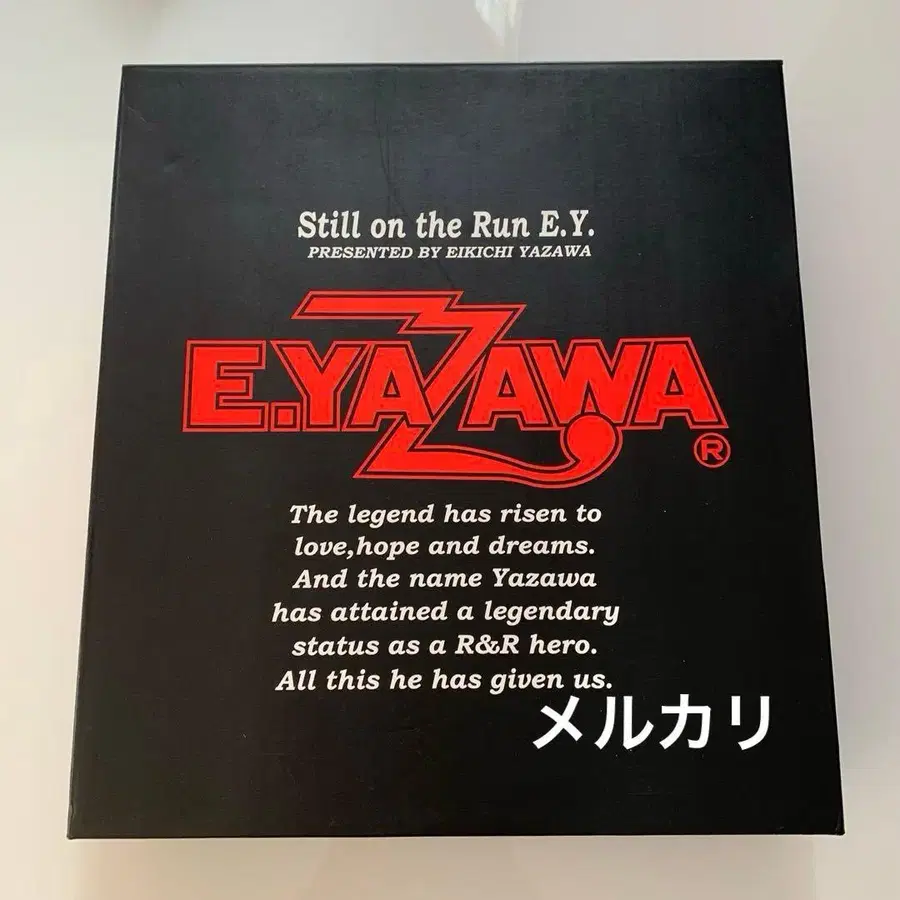 Still on the Run E.Y.
PRESENTED BY EIKICHI YAZAWA
E.YAZAWA
®
The legend has risen to
love,hope and dreams.
And the name Yazawa
has attained a legendary
status as a R&R hero.
All this he has given us.
メルカリ